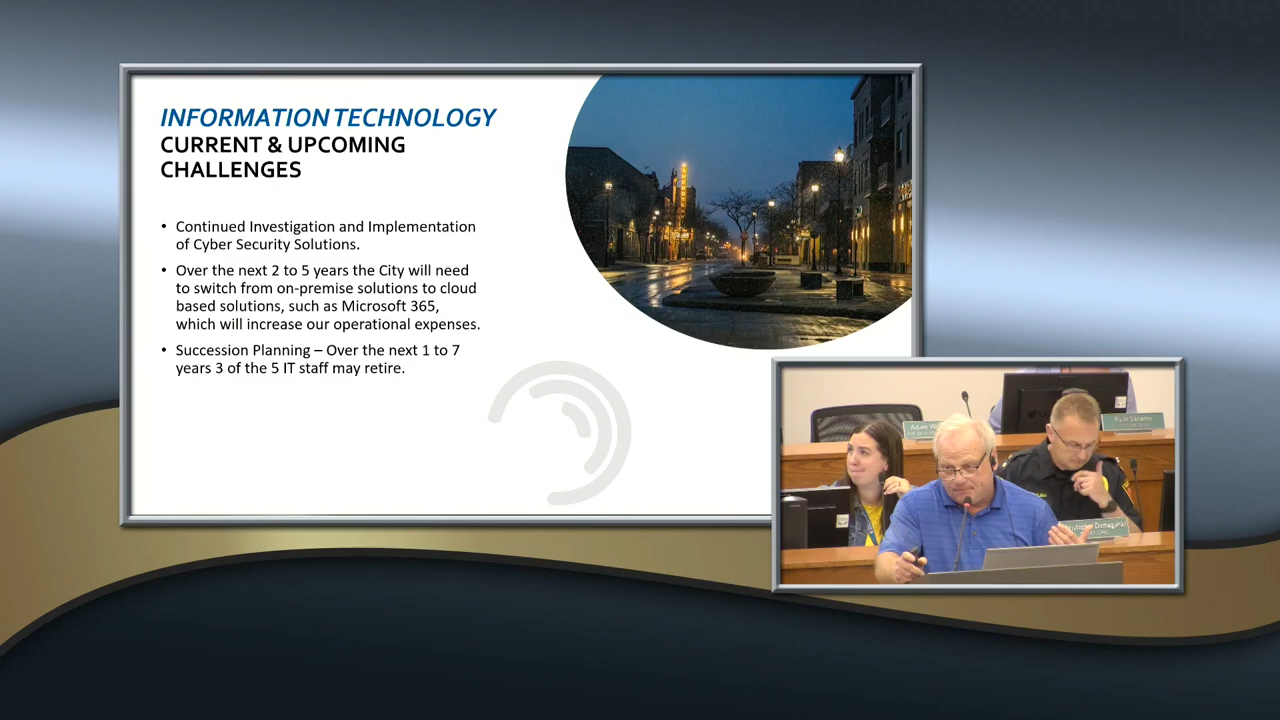 INFORMATION TECHNOLOGY
CURRENT & UPCOMING
CHALLENGES
• Continued Investigation and Implementation
of Cyber Security Solutions.
• Over the next 2 to 5 years the City will need
to switch from on-premise solutions to cloud
based solutions, such as Microsoft 365,
which will increase our operational expenses.
• Succession Planning – Over the next 1 to 7
years 3 of the 5 IT staff may retire.
Adam